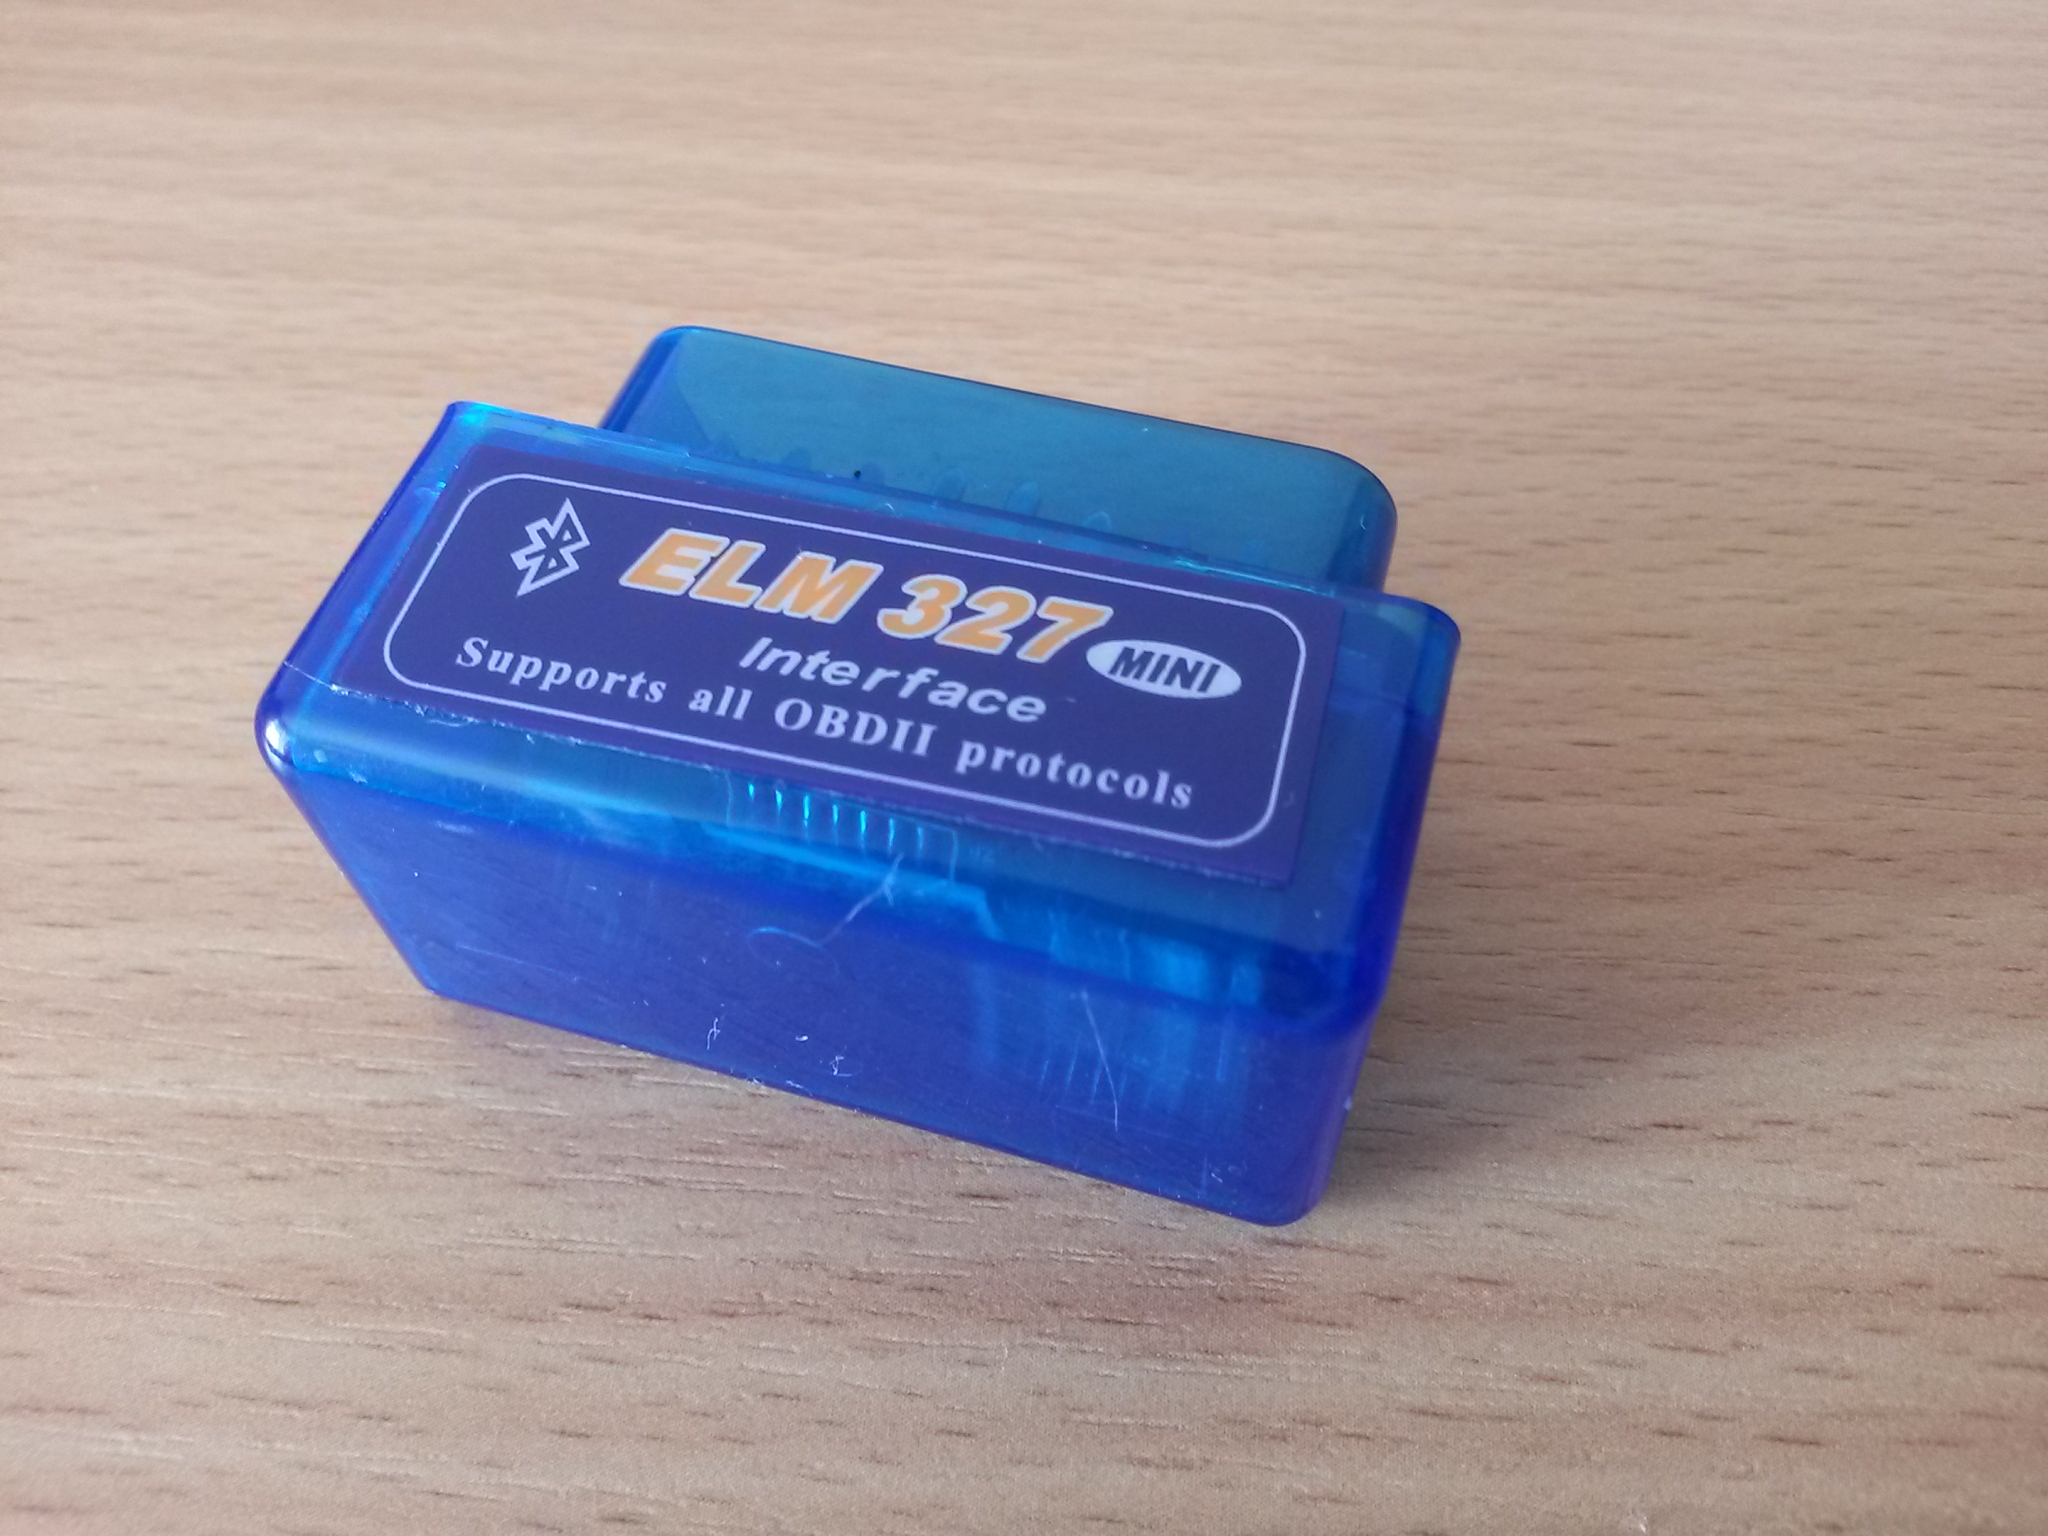 ELM 327
MINI
Interface
Supports all OBDII protocols